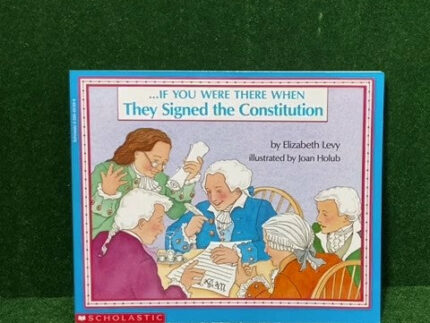 ...IF YOU WERE THERE WHEN
They Signed the Constitution
by Elizabeth Levy
illustrated by Joan Holub
SCHOLASTIC